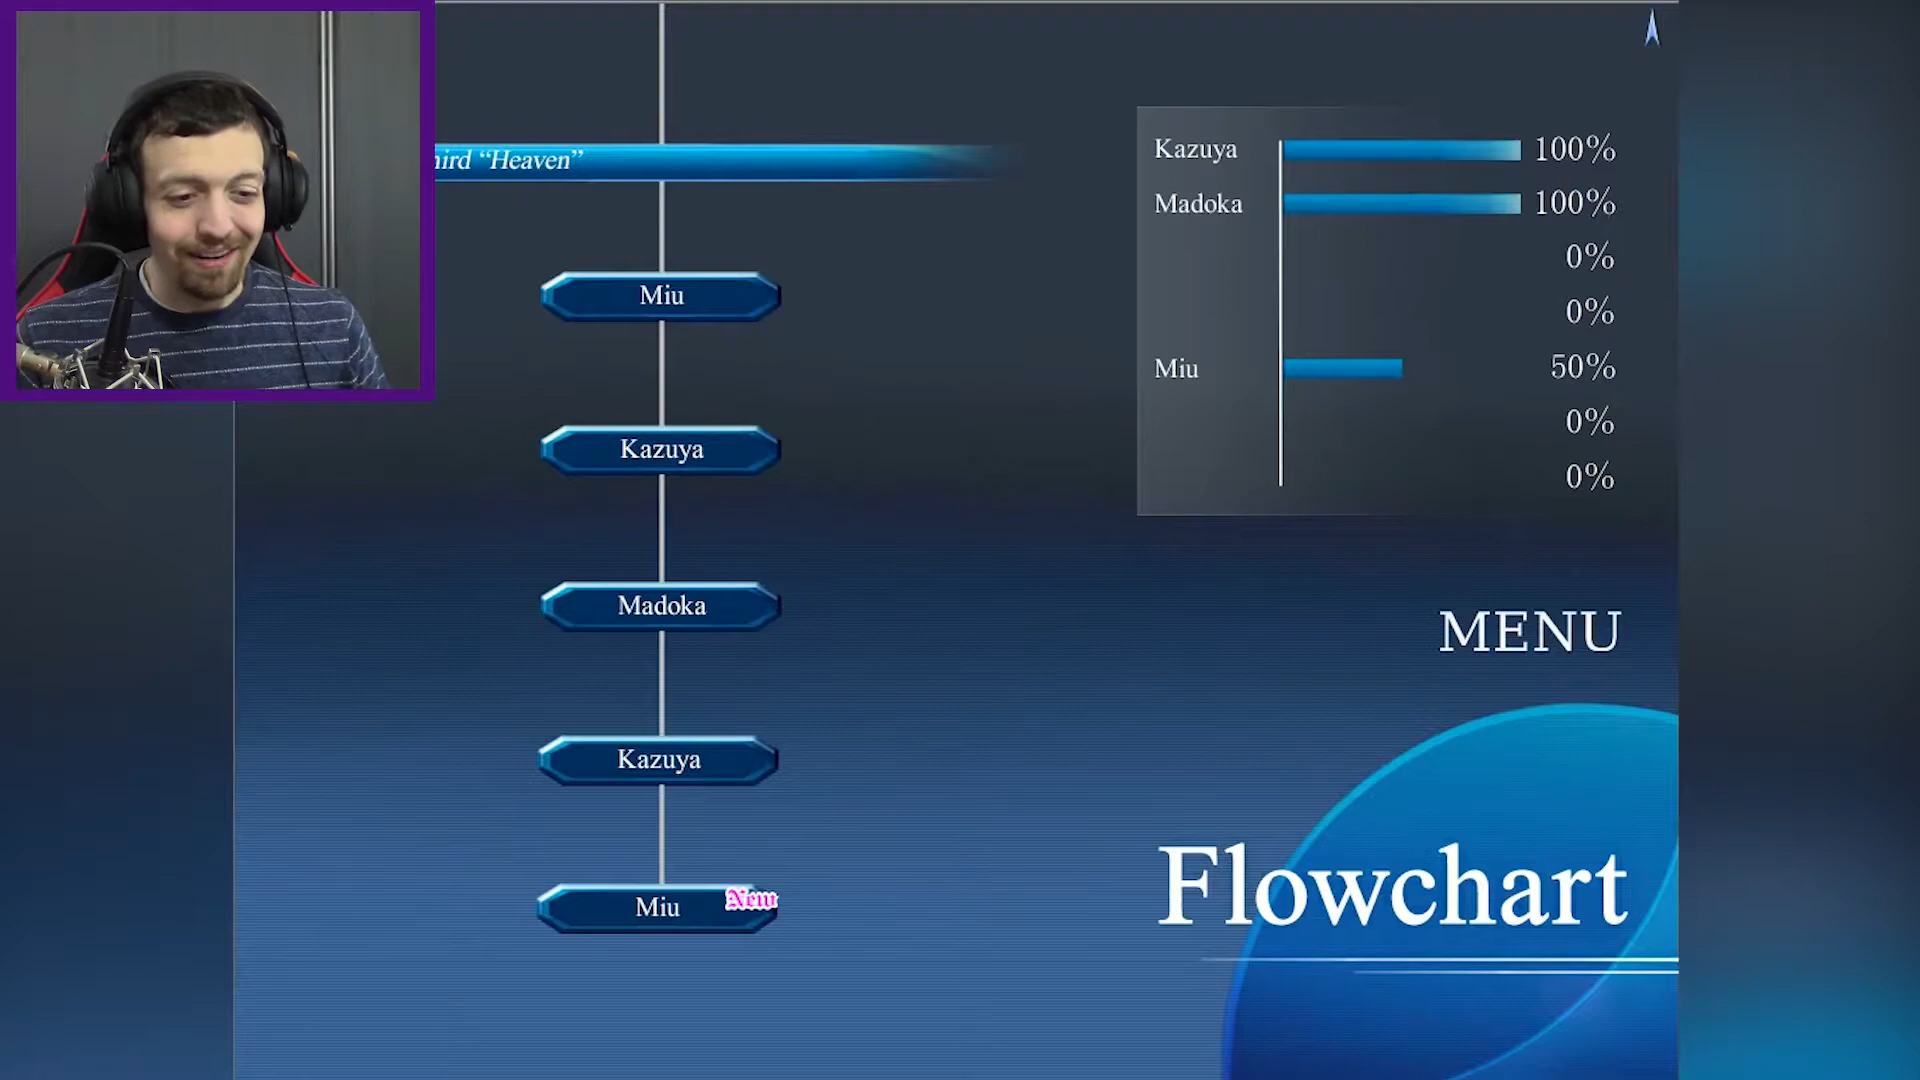 “Heaven”
Miu
Kazuya
Madoka
Kazuya
Miu
New
Kazuya 100%
Madoka 100%
0%
0%
Miu 50%
0%
0%
MENU
Flowchart